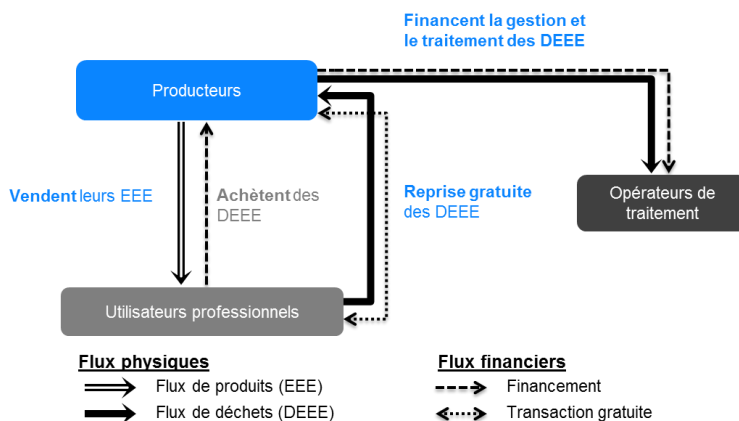 Financent la gestion et
le traitement des DEEE
Producteurs
Vendent leurs EEE
Achètent des
DEEE
Reprise gratuite
des DEEE
Opérateurs de
traitement
Utilisateurs professionnels
Flux physiques
Flux de produits (EEE)
Flux de déchets (DEEE)
Flux financiers
Financement
Transaction gratuite